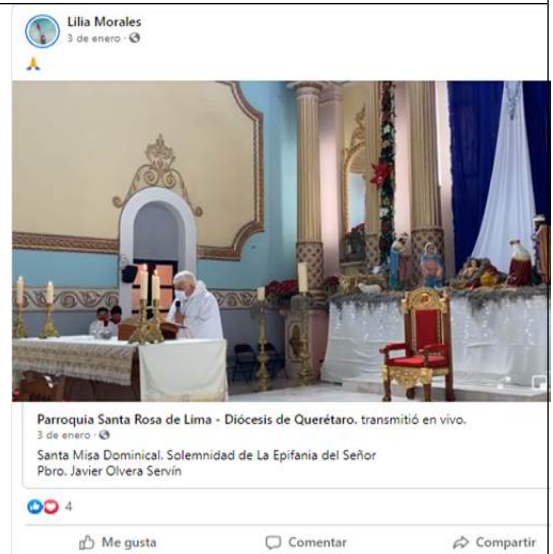 Lilia Morales
3 de enero ·
Parroquia Santa Rosa de Lima - Diócesis de Querétaro. transmitió en vivo.
3 de enero ·
Santa Misa Dominical. Solemnidad de La Epifania del Señor
Pbro. Javier Olvera Servín
4
Me gusta
Comentar
Compartir